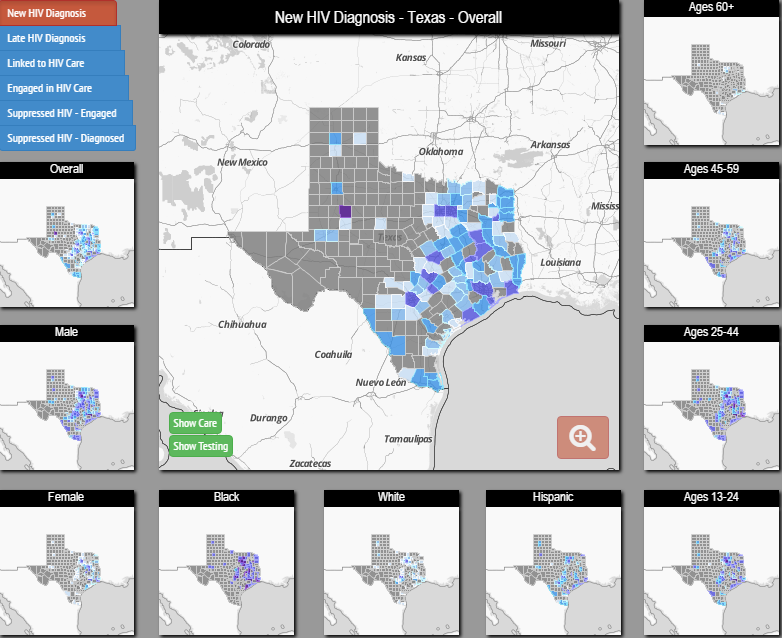 New HIV Diagnosis
Late HIV Diagnosis
Linked to HIV Care
Engaged in HIV Care
Suppressed HIV - Engaged
Suppressed HIV - Diagnosed
New HIV Diagnosis - Texas - Overall
Colorado
Kansas
Missouri
New Mexico
Oklahoma
Arkansas
Mississ
Texas
Louisiana
Chihuahua
Coahuila
Nuevo León
Durango
Tamaulipas
Zacatecas
Show Care
Show Testing
Overall
Male
Female
Black
White
Hispanic
Ages 60+
Ages 45-59
Ages 25-44
Ages 13-24